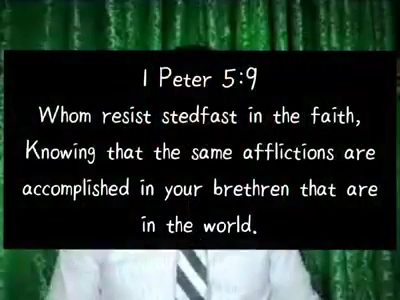 1 Peter 5:9
Whom resist stedfast in the faith,
Knowing that the same afflictions are
accomplished in your brethren that are
in the world.